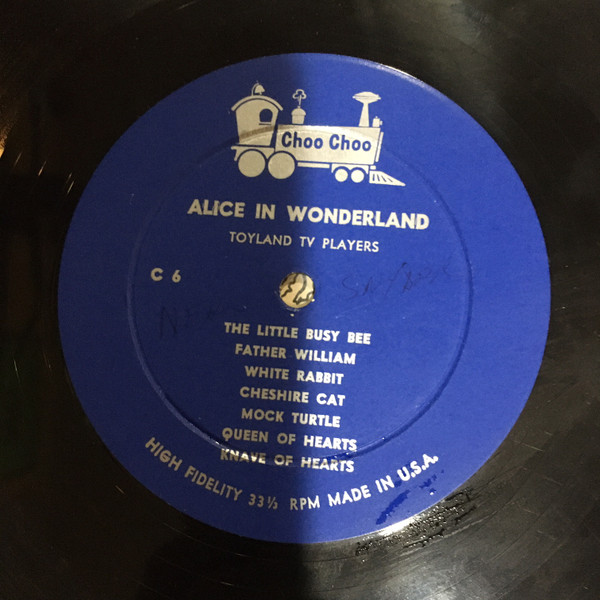 Choo Choo
ALICE IN WONDERLAND
TOYLAND TV PLAYERS
C 6
THE LITTLE BUSY BEE
FATHER WILLIAM
WHITE RABBIT
CHESHIRE CAT
MOCK TURTLE
QUEEN OF HEARTS
KNAVE OF HEARTS
HIGH FIDELITY 33⅓ RPM MADE IN U.S.A.